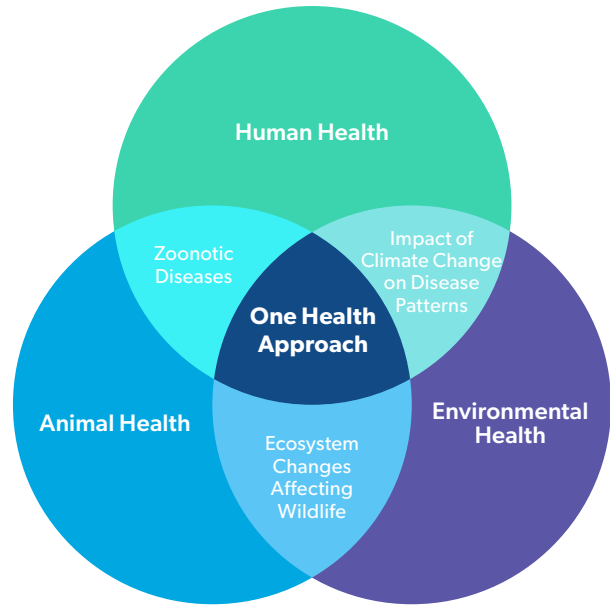 Human Health
Zoonotic
Diseases
Impact of
Climate Change
on Disease
Patterns
One Health
Approach
Animal Health
Environmental
Health
Ecosystem
Changes
Affecting
Wildlife